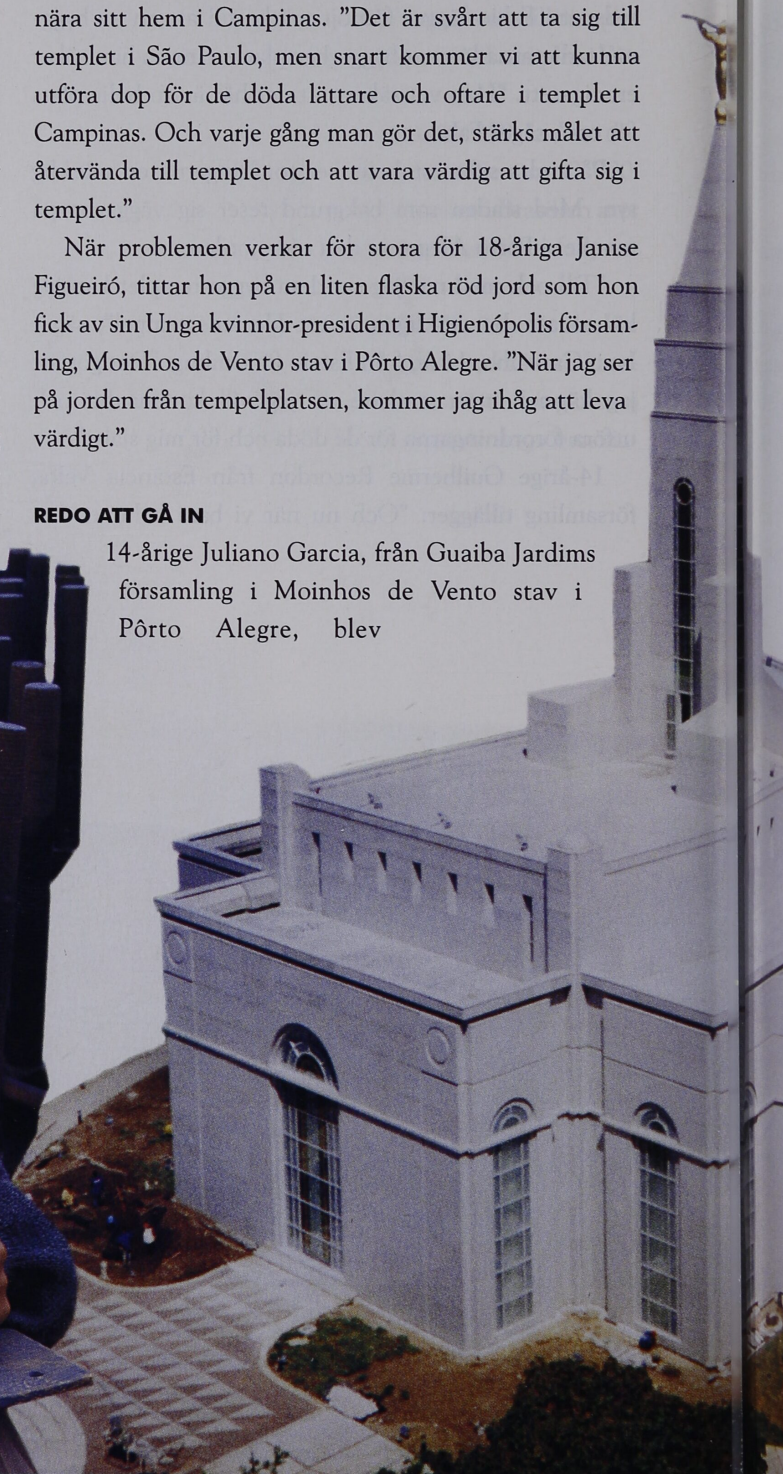 nära sitt hem i Campinas. ”Det är svårt att ta sig till
templet i São Paulo, men snart kommer vi att kunna
utföra dop för de döda lättare och oftare i templet i
Campinas. Och varje gång man gör det, stärks målet att
återvända till templet och att vara värdig att gifta sig i
templet.”
När problemen verkar för stora för 18-åriga Janise
Figueiró, tittar hon på en liten flaska röd jord som hon
fick av sin Unga kvinnor-president i Higienópolis försam-
ling, Moinhos de Vento stav i Pôrto Alegre. ”När jag ser
på jorden från tempelplatsen, kommer jag ihåg att leva
värdigt.”
REDO ATT GÅ IN
14-årige Juliano Garcia, från Guaiba Jardims
församling i Moinhos de Vento stav i
Pôrto Alegre, blev